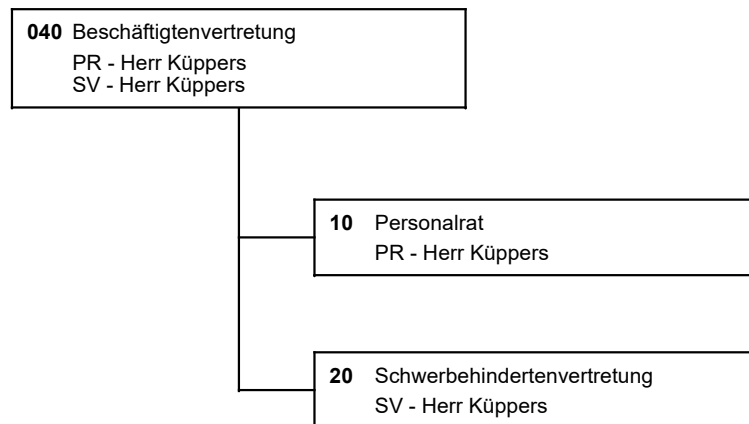 040 Beschäftigtenvertretung
PR - Herr Küppers
SV - Herr Küppers
10 Personalrat
PR - Herr Küppers
20 Schwerbehindertenvertretung
SV - Herr Küppers